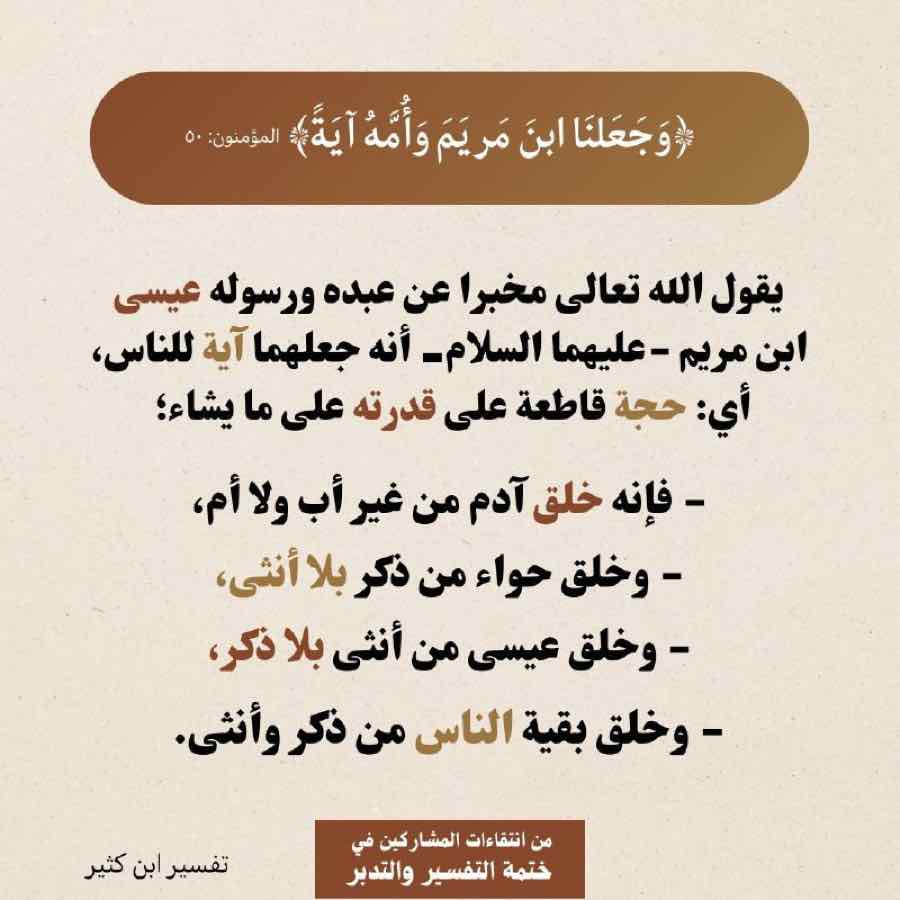 ﴿وَجَعَلنَا ابنَ مَريَمَ وَأُمَّهُ آيَةً﴾ المؤمنون: ٥٠
يقول الله تعالى مخبرا عن عبده ورسوله عيسى
ابن مريم -عليهما السلام- أنه جعلهما آية للناس،
أي: حجة قاطعة على قدرته على ما يشاء؛
- فإنه خلق آدم من غير أب ولا أم،
- وخلق حواء من ذكر بلا أنثى،
- وخلق عيسى من أنثى بلا ذكر،
- وخلق بقية الناس من ذكر وأنثى.
من انتقاءات المشاركين في
ختمة التفسير والتدبر
تفسير ابن كثير